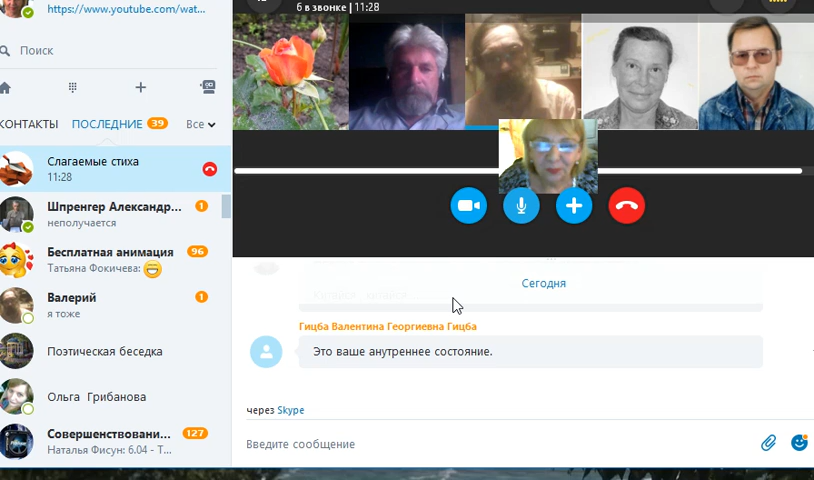 https://www.youtube.com/wat...
Поиск
КОНТАКТЫ ПОСЛЕДНИЕ 39 Все
Слагаемые стиха
11:28
Шпренгер Александр... 1
неполучается
Бесплатная анимация 96
Татьяна Фокичева:
Валерий 1
я тоже
Поэтическая беседка
Ольга Грибанова
Совершенствовани... 127
Наталья Фисун: 6.04 - Т...
6 в звонке | 11:28
Сегодня
Гицба Валентина Георгиевна Гицба
Это ваше анутреннее состояние.
через Skype
Введите сообщение